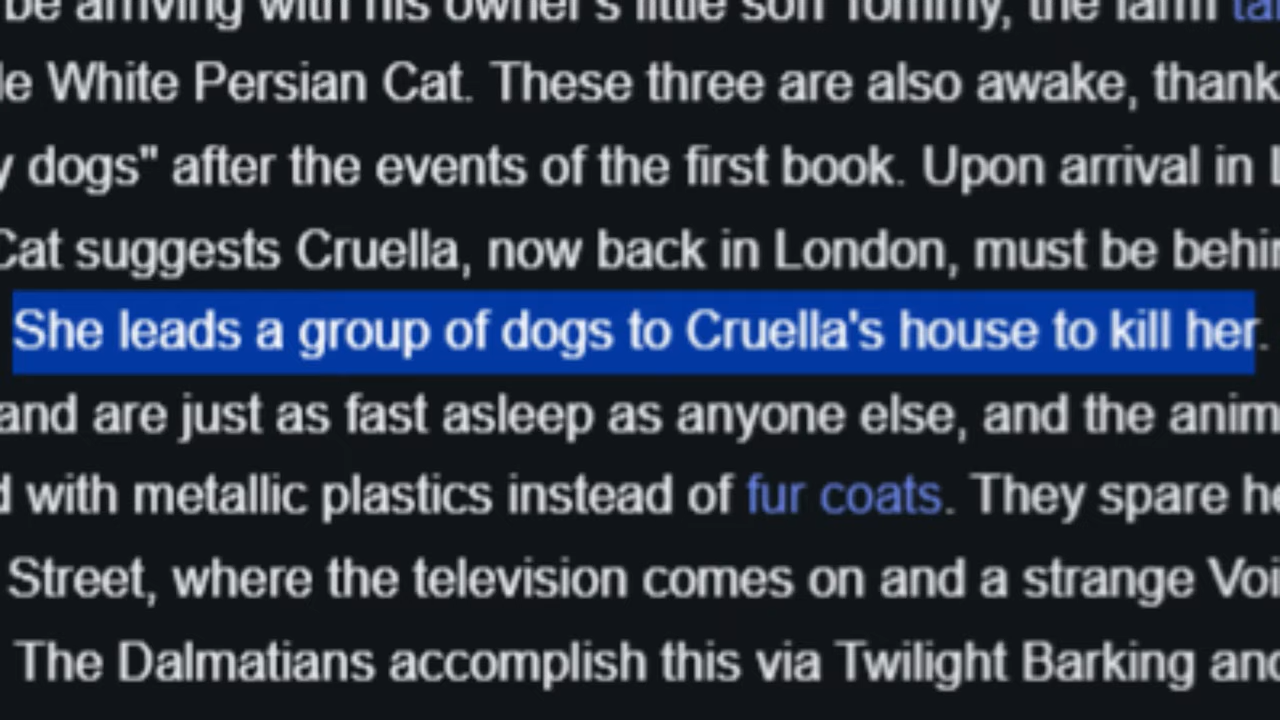 be arriving with his owner's little son Tommy, the farm
le White Persian Cat. These three are also awake, thank
y dogs" after the events of the first book. Upon arrival in L
Cat suggests Cruella, now back in London, must be behin
She leads a group of dogs to Cruella's house to kill her.
and are just as fast asleep as anyone else, and the anim
d with metallic plastics instead of fur coats. They spare he
Street, where the television comes on and a strange Voi
The Dalmatians accomplish this via Twilight Barking and